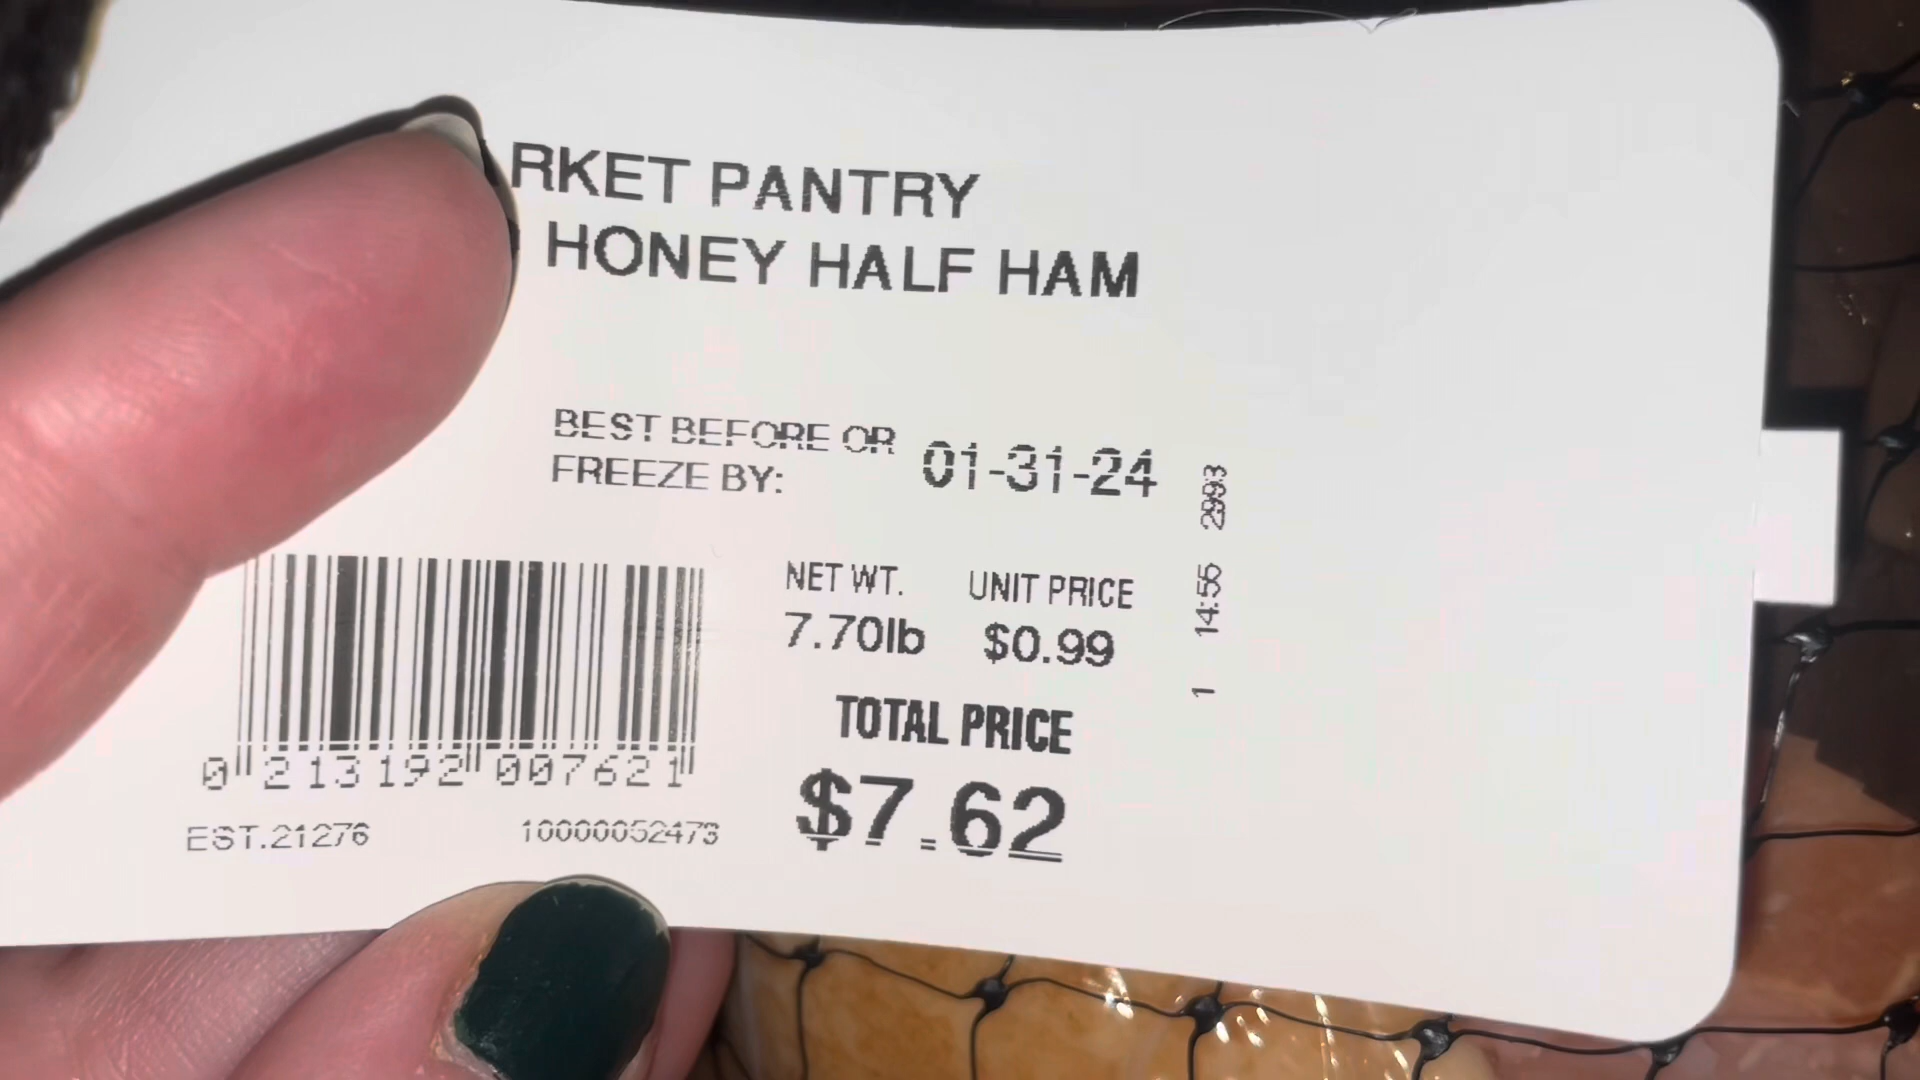 RKET PANTRY
HONEY HALF HAM
BEST BEFORE OR
FREEZE BY:
01-31-24
1 14:55 2993
NET WT. UNIT PRICE
7.70lb $0.99
TOTAL PRICE
$7.62
0 213192 007621
EST.21276 10000052473